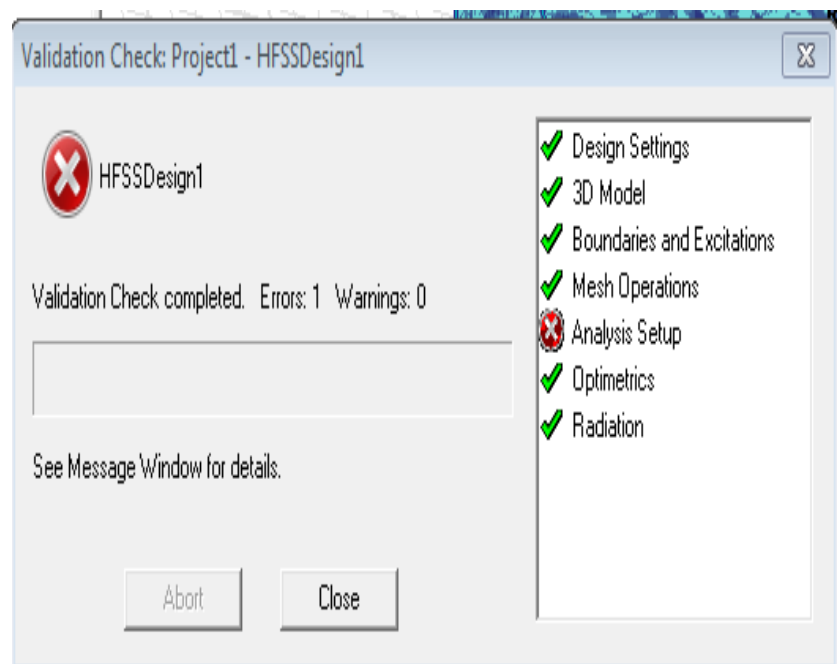 Validation Check: Project1 - HFSSDesign1
HFSSDesign1
Validation Check completed. Errors: 1 Warnings: 0
See Message Window for details.
Abort
Close
Design Settings
3D Model
Boundaries and Excitations
Mesh Operations
Analysis Setup
Optimetrics
Radiation